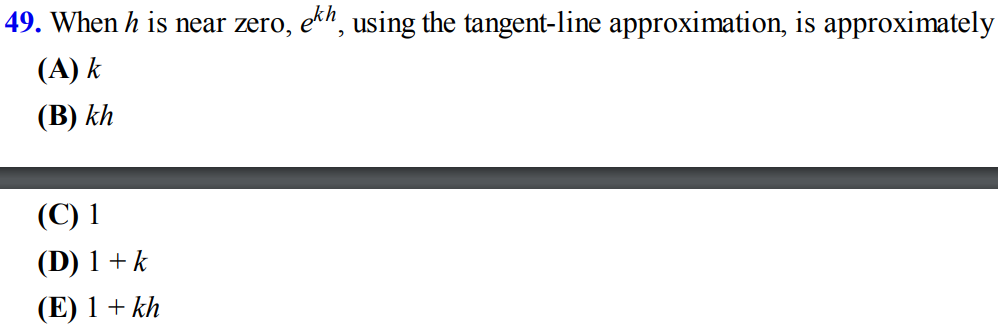 49. When h is near zero, e^{kh}, using the tangent-line approximation, is approximately
(A) k
(B) kh
(C) 1
(D) 1 + k
(E) 1 + kh